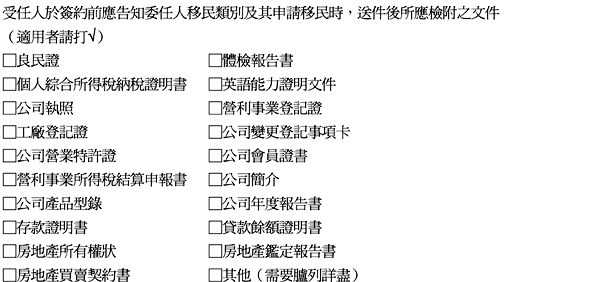 受任人於簽約前應告知委任人移民類別及其申請移民時，送件後所應檢附之文件
（適用者請打√）
□良民證 □體檢報告書
□個人綜合所得稅納稅證明書 □英語能力證明文件
□公司執照 □營利事業登記證
□工廠登記證 □公司變更登記事項卡
□公司營業特許證 □公司會員證書
□營利事業所得稅結算申報書 □公司簡介
□公司產品型錄 □公司年度報告書
□存款證明書 □貸款餘額證明書
□房地產所有權狀 □房地產鑑定報告書
□房地產買賣契約書 □其他（需要臚列詳盡）